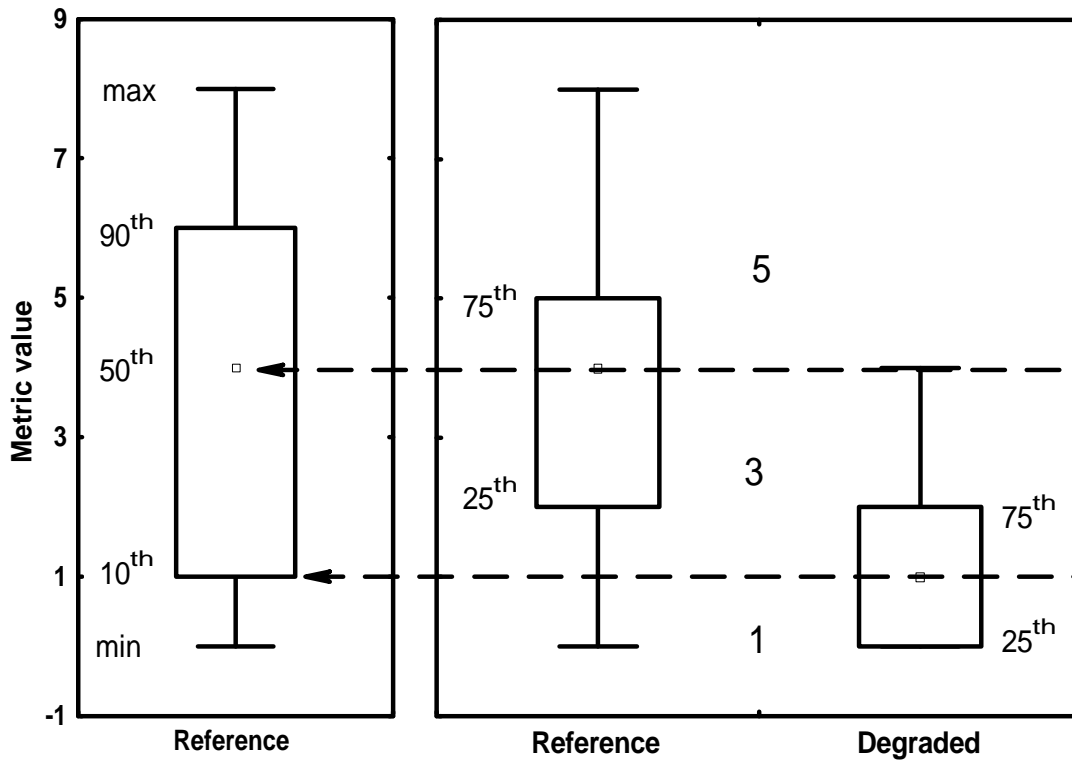 9
7
5
3
1
-1
Metric value
max
90th
50th
10th
min
Reference
75th
25th
5
3
1
75th
25th
Reference
Degraded